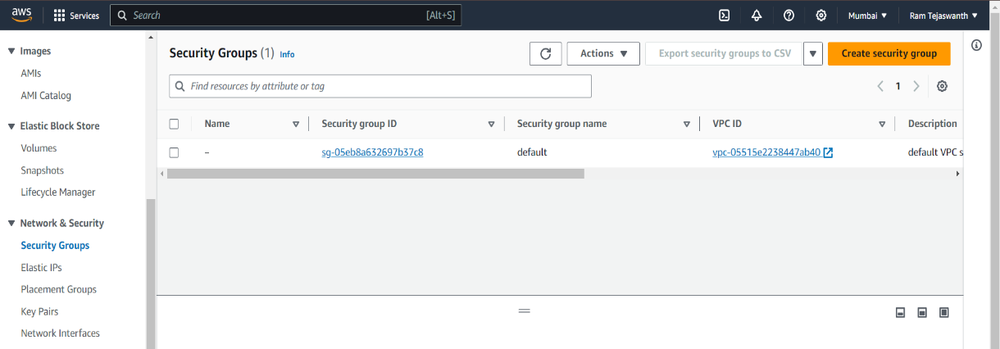 aws Services Search [Alt+S] Mumbai Ram Tejaswanth
Images
AMIs
AMI Catalog
Elastic Block Store
Volumes
Snapshots
Lifecycle Manager
Network & Security
Security Groups
Elastic IPs
Placement Groups
Key Pairs
Network Interfaces
Security Groups (1) Info Actions Export security groups to CSV Create security group
Find resources by attribute or tag 1
Name Security group ID Security group name VPC ID Description
– sg-05eb8a632697b37c8 default vpc-05515e2238447ab40 default VPC s